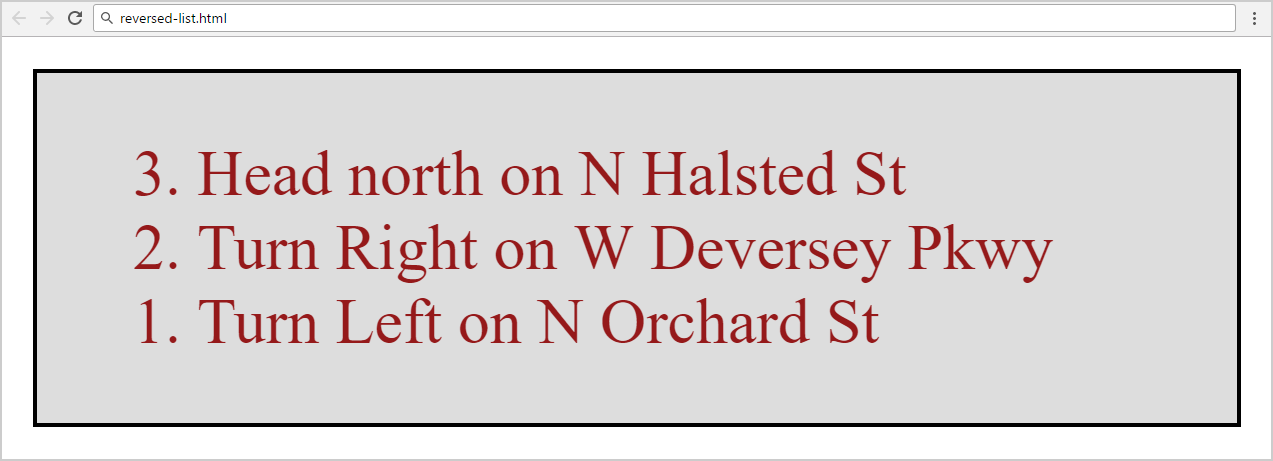 reversed-list.html
3. Head north on N Halsted St
2. Turn Right on W Deversey Pkwy
1. Turn Left on N Orchard St